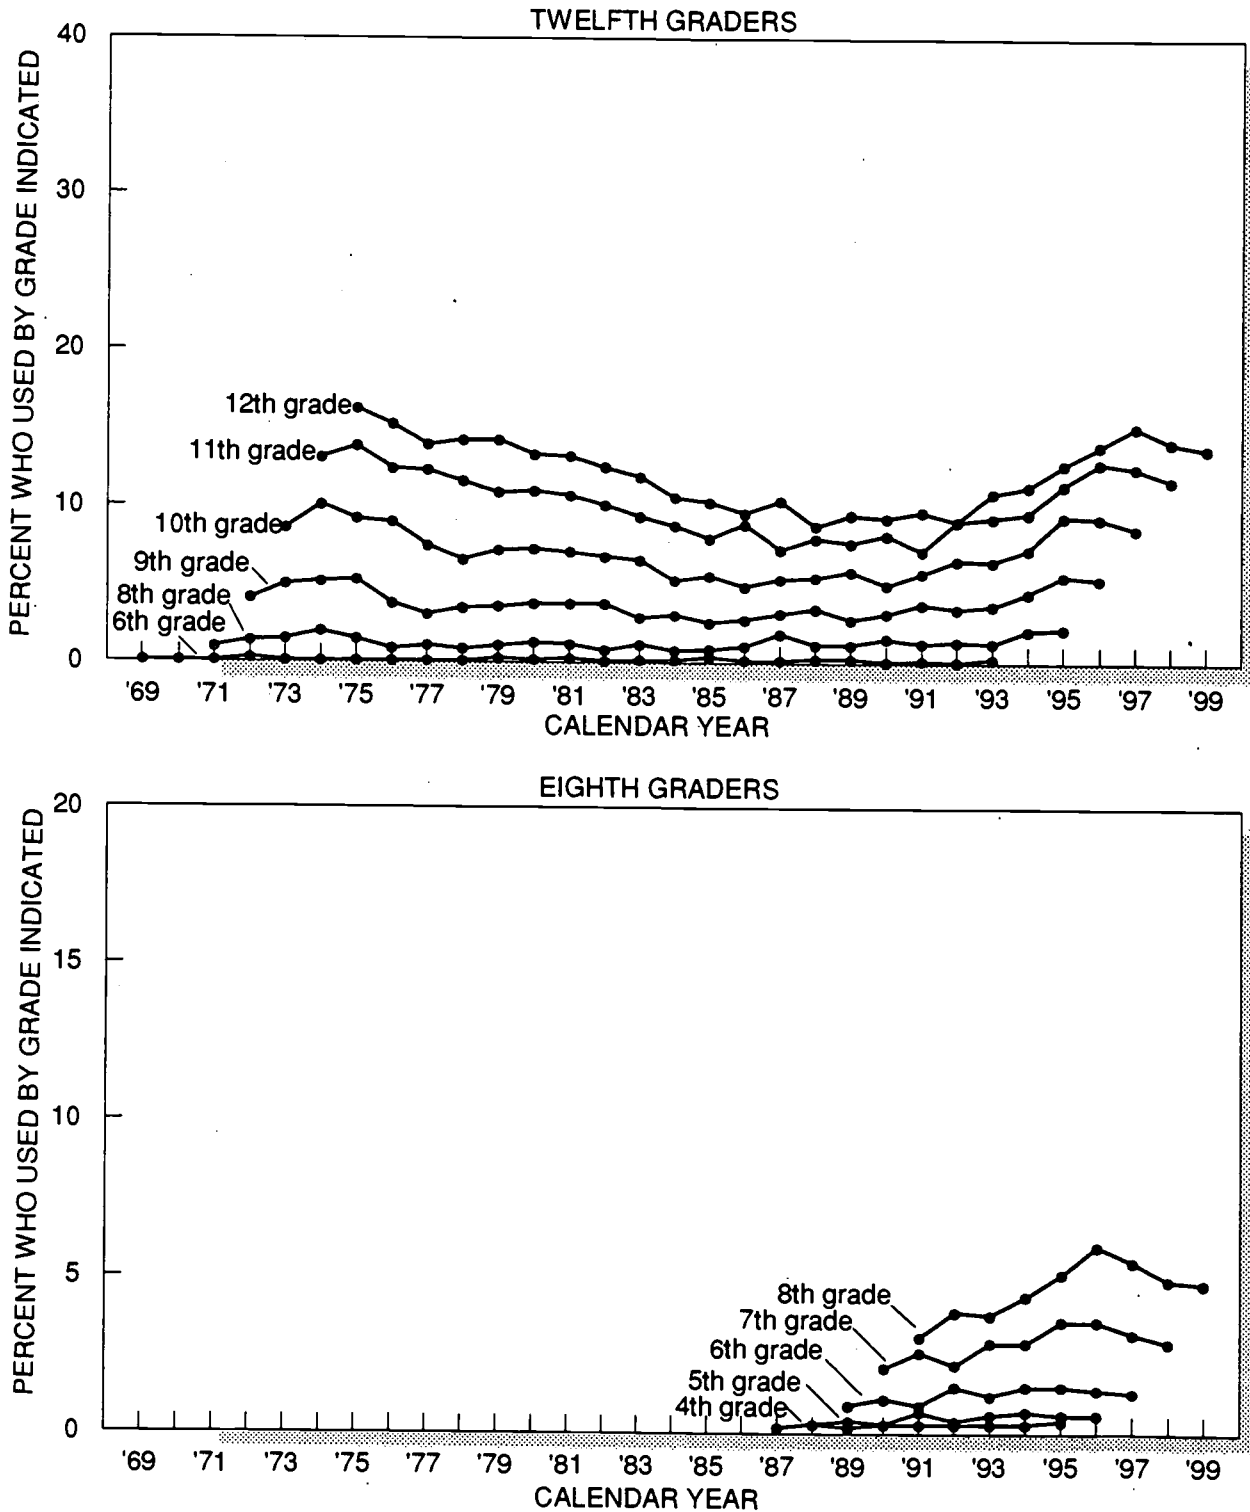 TWELFTH GRADERS
PERCENT WHO USED BY GRADE INDICATED
40
30
20
10
0
12th grade
11th grade
10th grade
9th grade
8th grade
6th grade
'69 '71 '73 '75 '77 '79 '81 '83 '85 '87 '89 '91 '93 '95 '97 '99
CALENDAR YEAR
EIGHTH GRADERS
PERCENT WHO USED BY GRADE INDICATED
20
15
10
5
0
8th grade
7th grade
6th grade
5th grade
4th grade
'69 '71 '73 '75 '77 '79 '81 '83 '85 '87 '89 '91 '93 '95 '97 '99
CALENDAR YEAR